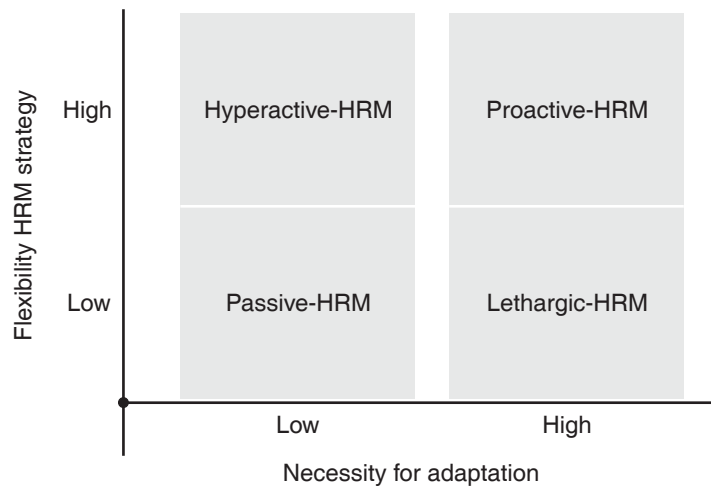 Flexibility HRM strategy
High
Hyperactive-HRM
Proactive-HRM
Low
Passive-HRM
Lethargic-HRM
Low
High
Necessity for adaptation